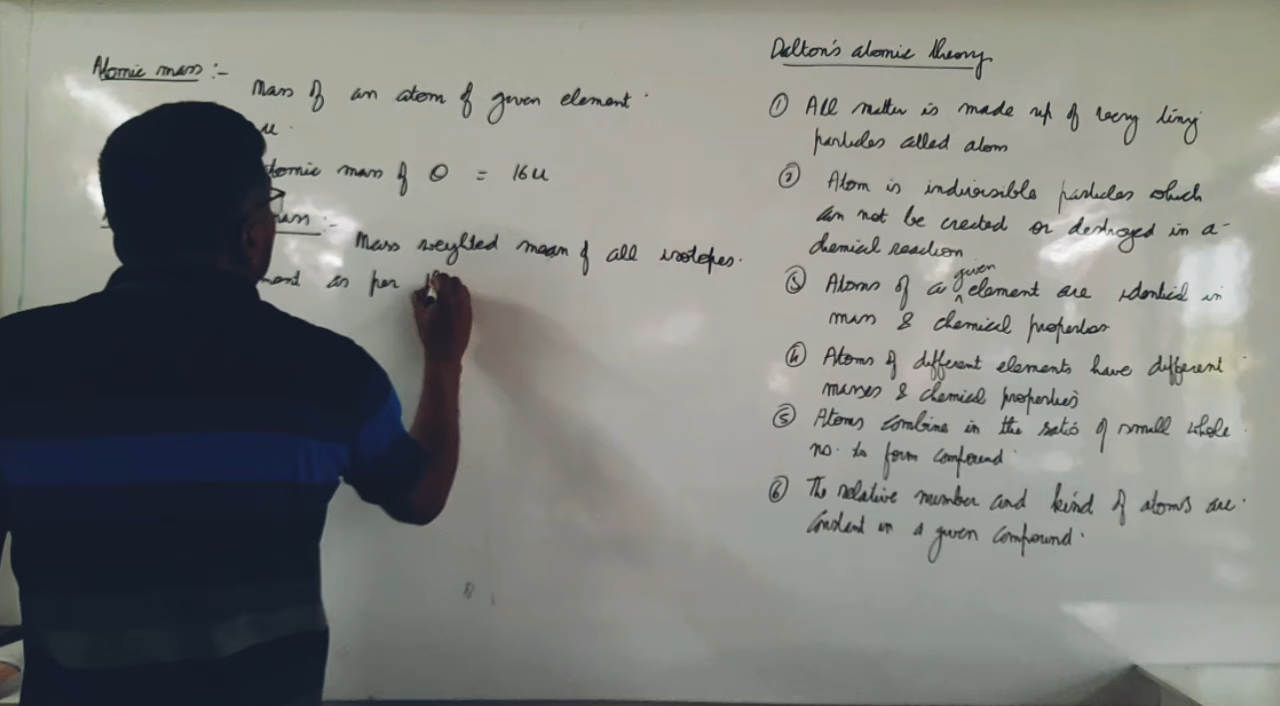 Atomic mass :-
Mass of an atom of given element
u.
Atomic mass of O = 16u
mass :-
Mass weighted mean of all isotopes.
ment as per
Dalton's atomic theory
① All matter is made up of very tiny
particles called atom
② Atom is indivisible particles which
can not be created or destroyed in a
chemical reaction
③ Atoms of a given element are identical in
mass & chemical properties
④ Atoms of different elements have different
masses & chemical properties
⑤ Atoms combine in the ratio of small whole
no. to form compound.
⑥ The relative number and kind of atoms are
constant in a given compound.